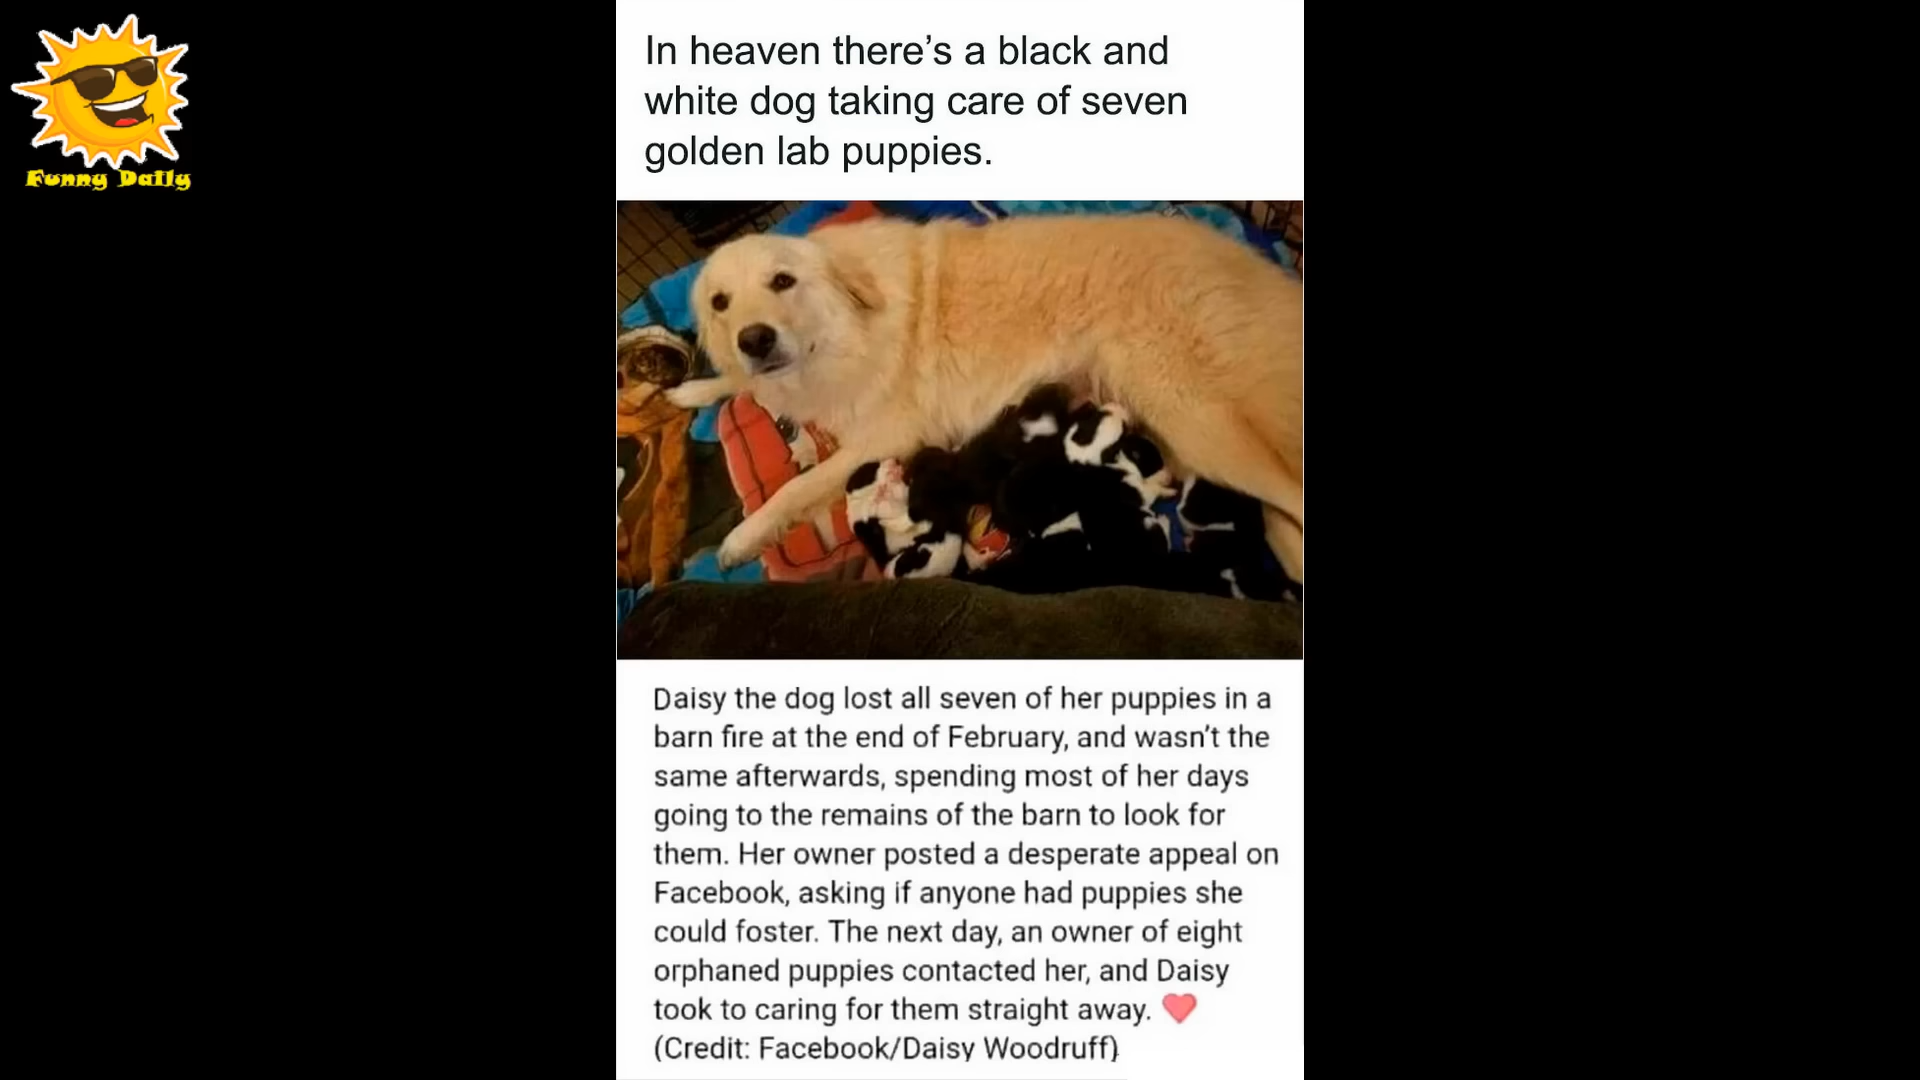 Funny Daily
In heaven there’s a black and
white dog taking care of seven
golden lab puppies.
Daisy the dog lost all seven of her puppies in a
barn fire at the end of February, and wasn’t the
same afterwards, spending most of her days
going to the remains of the barn to look for
them. Her owner posted a desperate appeal on
Facebook, asking if anyone had puppies she
could foster. The next day, an owner of eight
orphaned puppies contacted her, and Daisy
took to caring for them straight away. ❤
(Credit: Facebook/Daisy Woodruff)